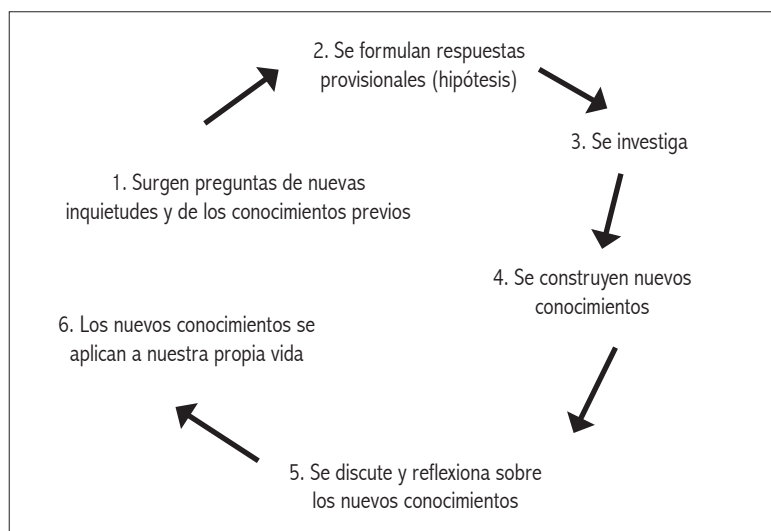 1. Surgen preguntas de nuevas
inquietudes y de los conocimientos previos
2. Se formulan respuestas
provisionales (hipótesis)
3. Se investiga
4. Se construyen nuevos
conocimientos
5. Se discute y reflexiona sobre
los nuevos conocimientos
6. Los nuevos conocimientos se
aplican a nuestra propia vida